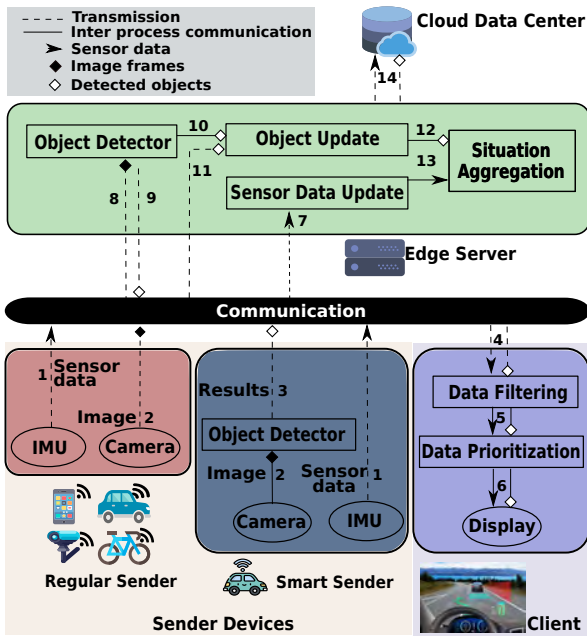 Transmission
Inter process communication
Sensor data
Image frames
Detected objects
Cloud Data Center
14
Object Detector
10
Object Update
12
Situation
Aggregation
11
13
Sensor Data Update
8
9
7
Edge Server
Communication
1
Sensor
data
Image
2
IMU
Camera
Results
3
Object Detector
Image
2
Sensor
data
1
Camera
IMU
4
Data Filtering
5
Data Prioritization
6
Display
Regular Sender
Smart Sender
Sender Devices
Client